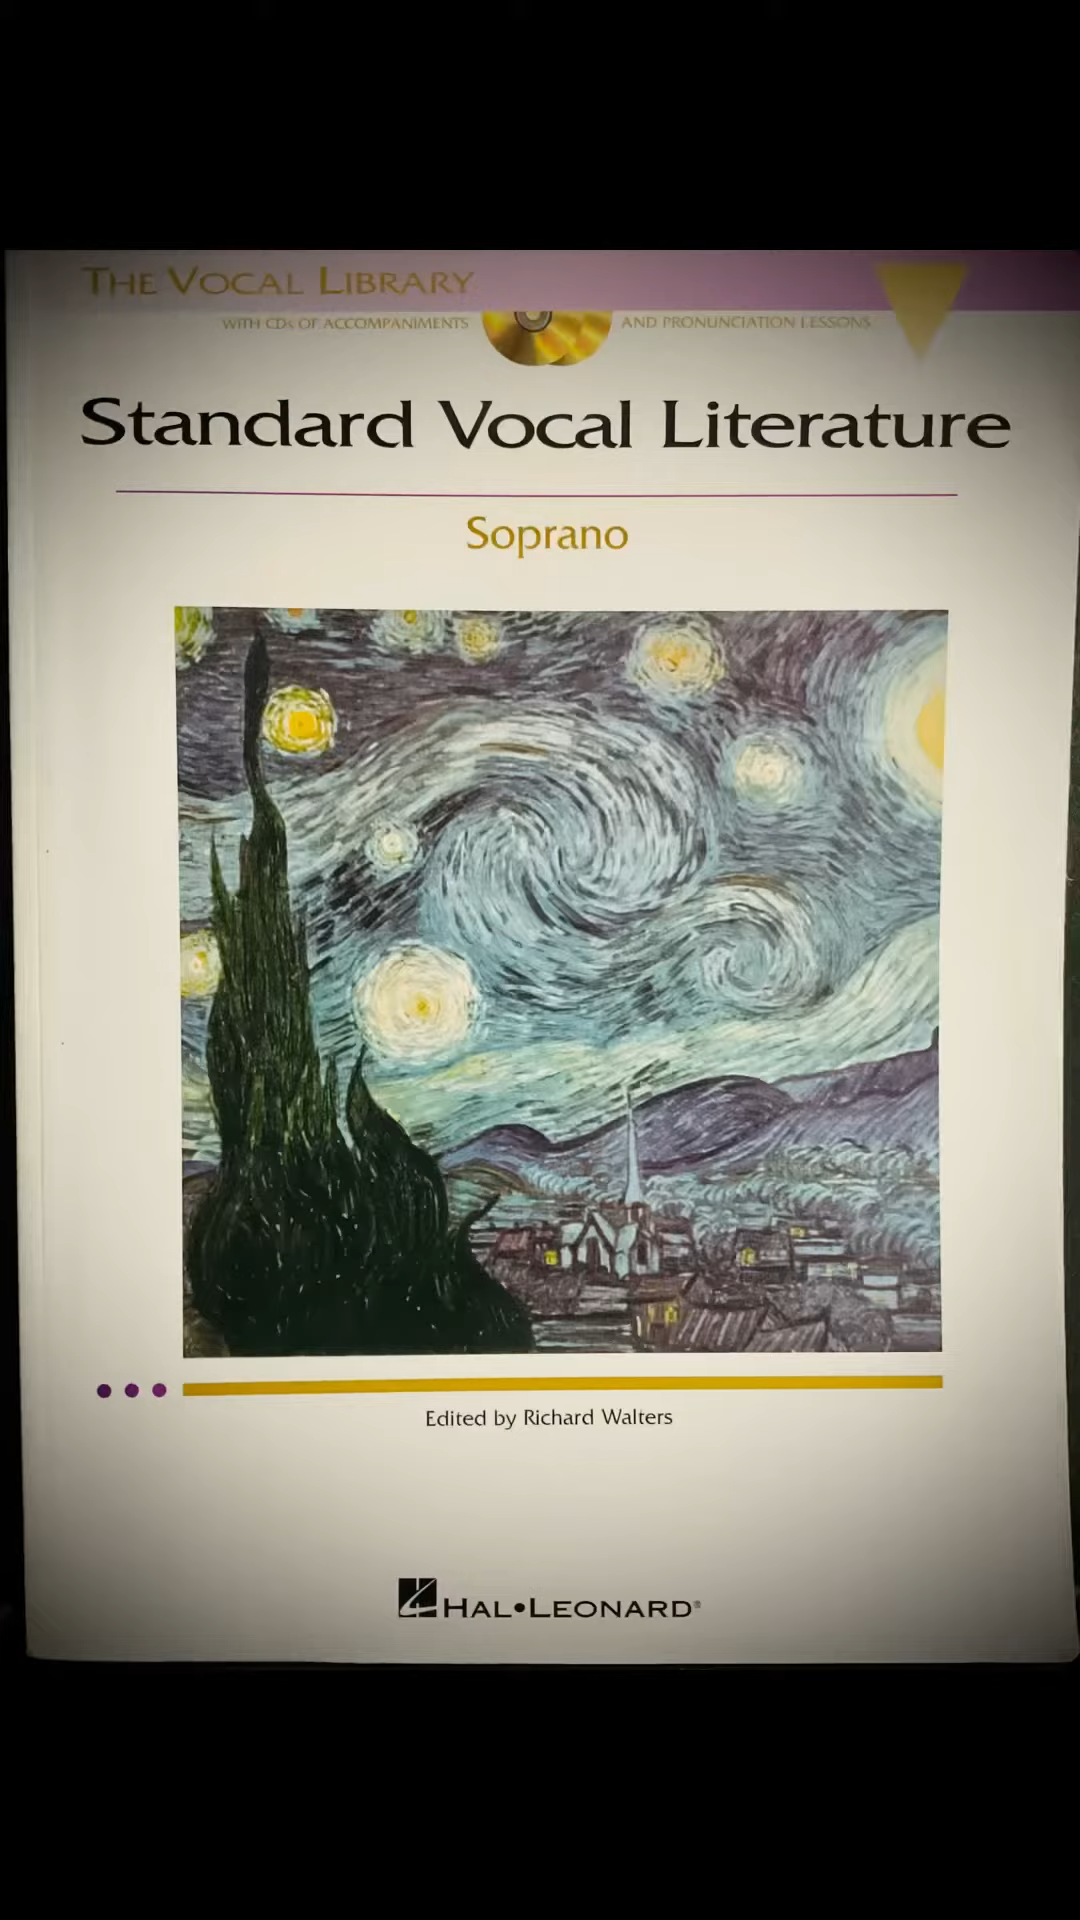 THE VOCAL LIBRARY
WITH CDs OF ACCOMPANIMENTS AND PRONUNCIATION LESSONS
Standard Vocal Literature
Soprano
Edited by Richard Walters
HAL•LEONARD®